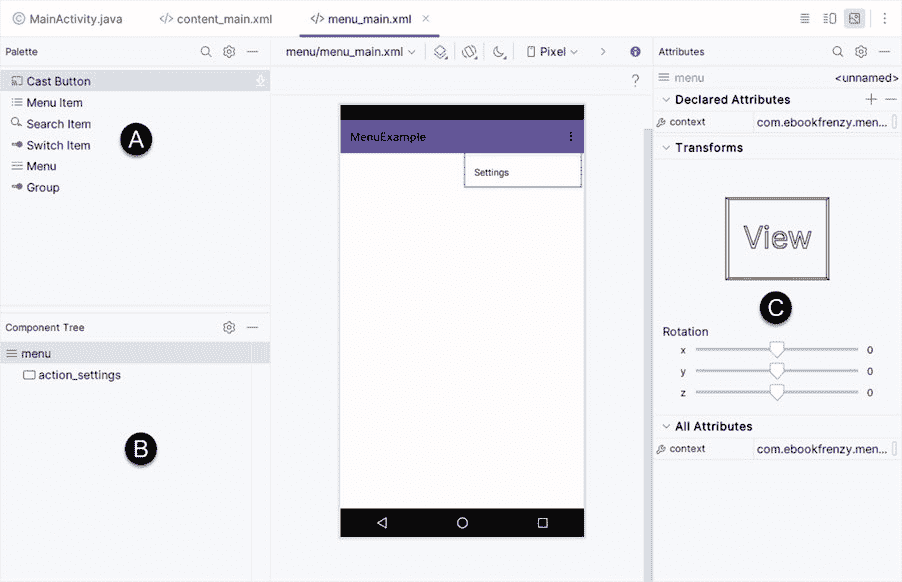 MainActivity.java
content_main.xml
menu_main.xml
Palette
menu/menu_main.xml
Pixel
Attributes
Cast Button
Menu Item
Search Item
Switch Item
Menu
Group
A
?
MenuExample
Settings
menu
<unnamed>
Declared Attributes
context
com.ebookfrenzy.men...
Transforms
View
C
Rotation
x
0
y
0
z
0
Component Tree
menu
action_settings
B
All Attributes
context
com.ebookfrenzy.men...